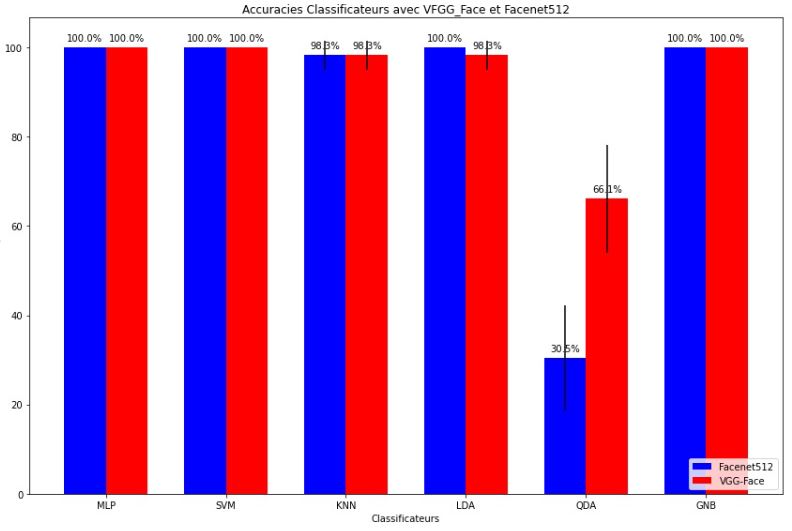 Accuracies Classificateurs avec VFGG_Face et Facenet512
100.0% 100.0% 100.0% 100.0% 98.3% 98.3% 100.0% 98.3% 30.5% 66.1% 100.0% 100.0%
100
80
60
40
20
0
Facenet512
VGG-Face
MLP SVM KNN LDA QDA GNB
Classificateurs